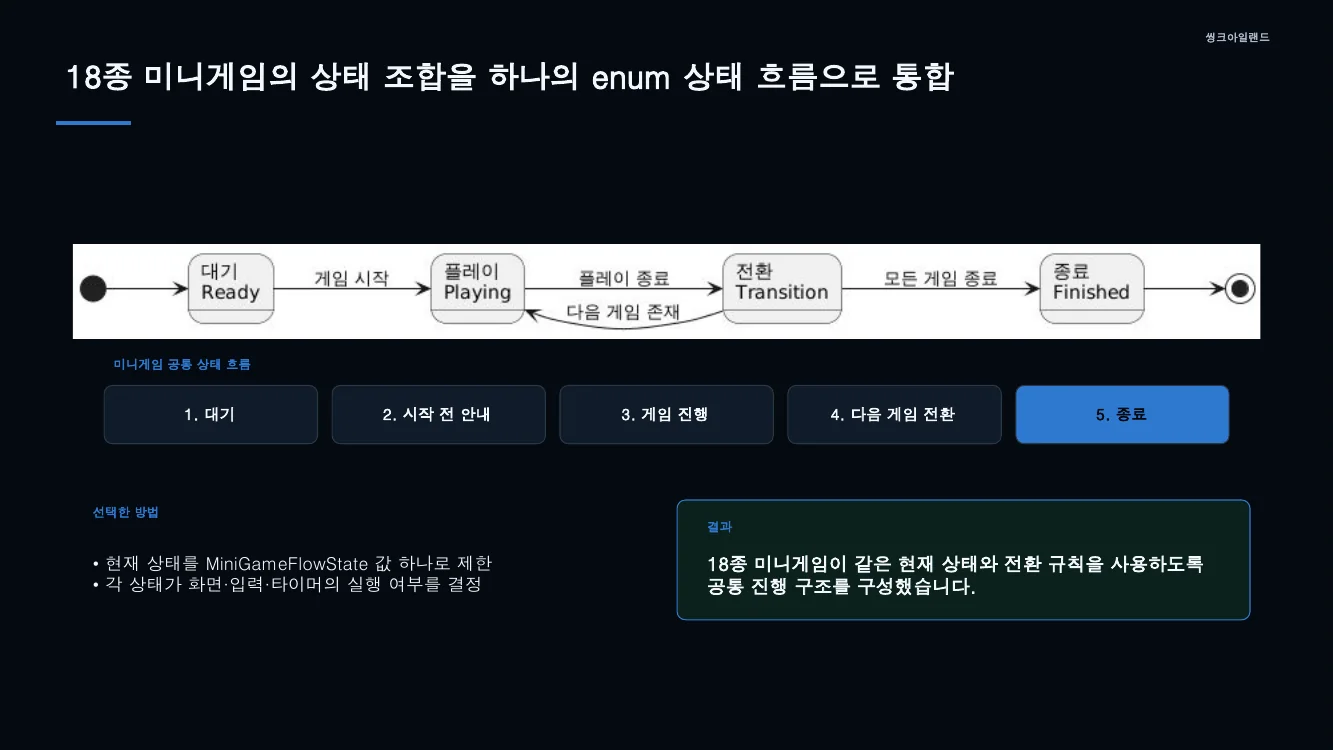 씽크아일랜드
18종 미니게임의 상태 조합을 하나의 enum 상태 흐름으로 통합
대기
Ready
게임 시작
플레이
Playing
플레이 종료
다음 게임 존재
전환
Transition
모든 게임 종료
종료
Finished
미니게임 공통 상태 흐름
1. 대기
2. 시작 전 안내
3. 게임 진행
4. 다음 게임 전환
5. 종료
선택한 방법
• 현재 상태를 MiniGameFlowState 값 하나로 제한
• 각 상태가 화면·입력·타이머의 실행 여부를 결정
결과
18종 미니게임이 같은 현재 상태와 전환 규칙을 사용하도록
공통 진행 구조를 구성했습니다.